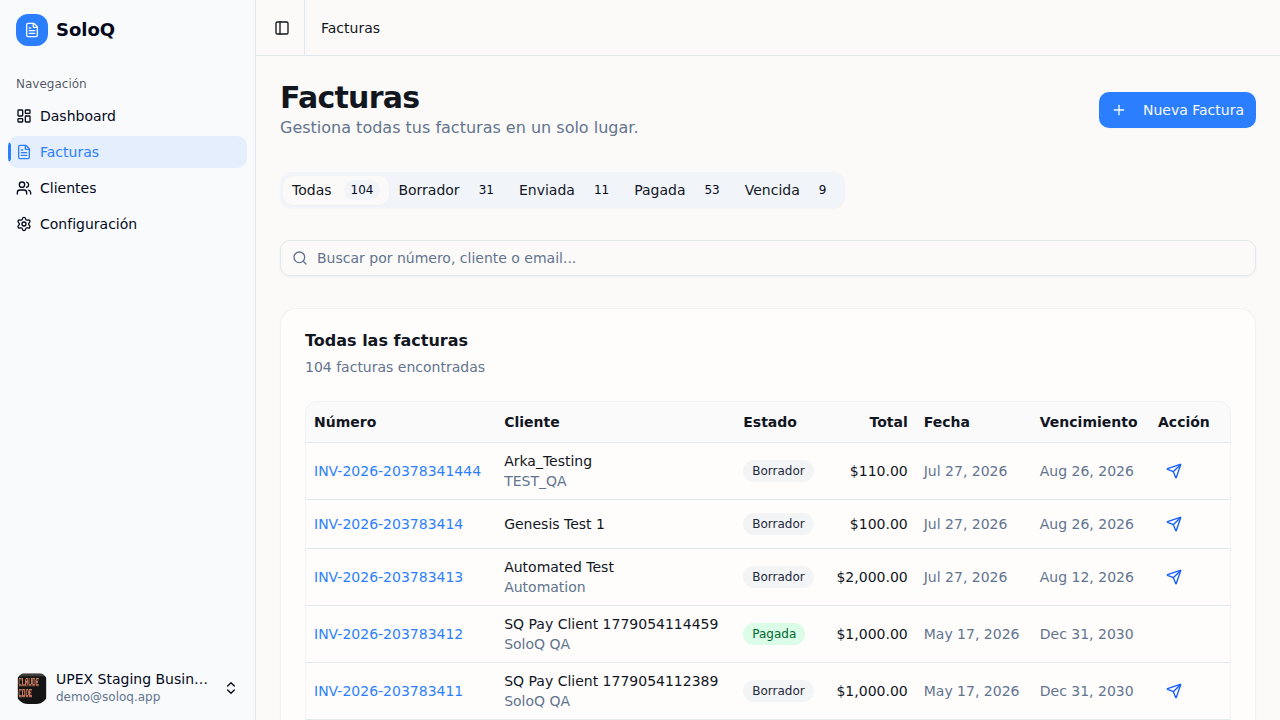 SoloQ
Navegación
Dashboard
Facturas
Clientes
Configuración
UPEX Staging Busin...
demo@soloq.app
CLAUDE
CODE
Facturas
Facturas
Gestiona todas tus facturas en un solo lugar.
Nueva Factura
Todas 104 Borrador 31 Enviada 11 Pagada 53 Vencida 9
Buscar por número, cliente o email...
Todas las facturas
104 facturas encontradas
Número Cliente Estado Total Fecha Vencimiento Acción
INV-2026-20378341444 Arka_Testing Borrador $110.00 Jul 27, 2026 Aug 26, 2026
TEST_QA
INV-2026-203783414 Genesis Test 1 Borrador $100.00 Jul 27, 2026 Aug 26, 2026
INV-2026-203783413 Automated Test Borrador $2,000.00 Jul 27, 2026 Aug 12, 2026
Automation
INV-2026-203783412 SQ Pay Client 1779054114459 Pagada $1,000.00 May 17, 2026 Dec 31, 2030
SoloQ QA
INV-2026-203783411 SQ Pay Client 1779054112389 Borrador $1,000.00 May 17, 2026 Dec 31, 2030
SoloQ QA